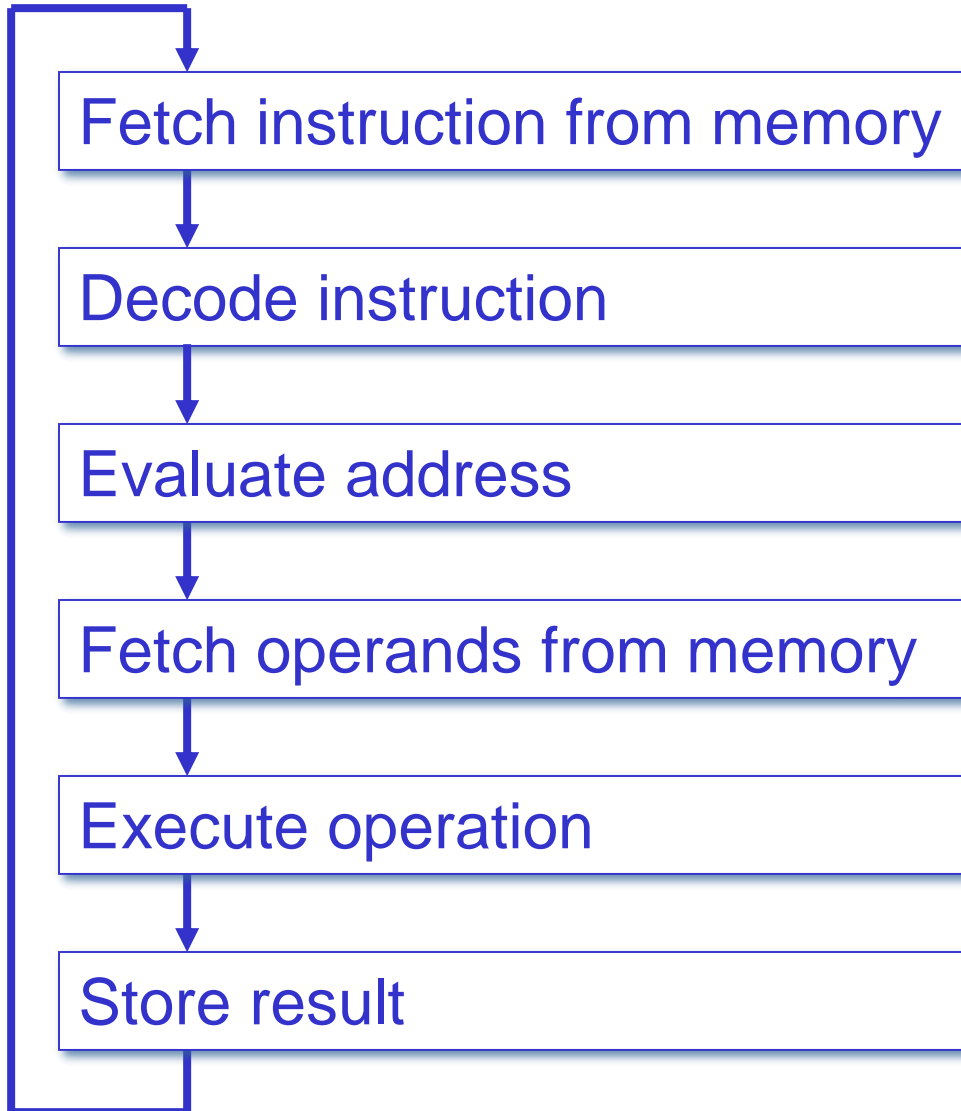 Fetch instruction from memory
Decode instruction
Evaluate address
Fetch operands from memory
Execute operation
Store result